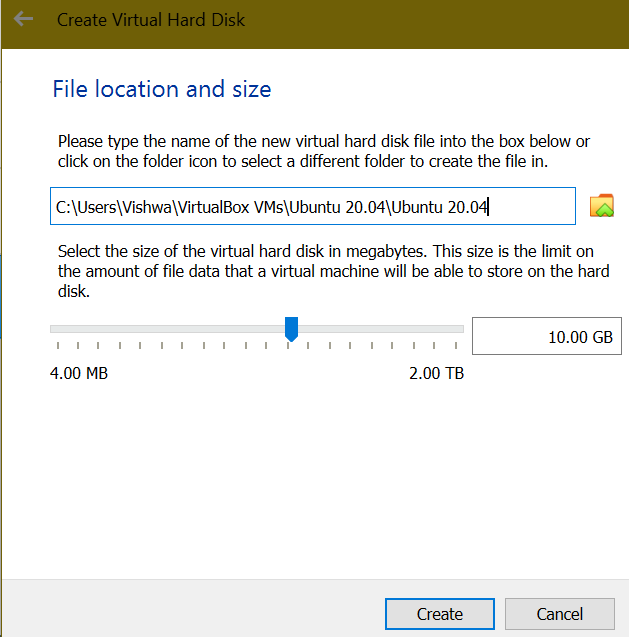 Create Virtual Hard Disk
File location and size
Please type the name of the new virtual hard disk file into the box below or
click on the folder icon to select a different folder to create the file in.
C:\Users\Vishwa\VirtualBox VMs\Ubuntu 20.04\Ubuntu 20.04
Select the size of the virtual hard disk in megabytes. This size is the limit on
the amount of file data that a virtual machine will be able to store on the hard
disk.
10.00 GB
4.00 MB
2.00 TB
Create
Cancel